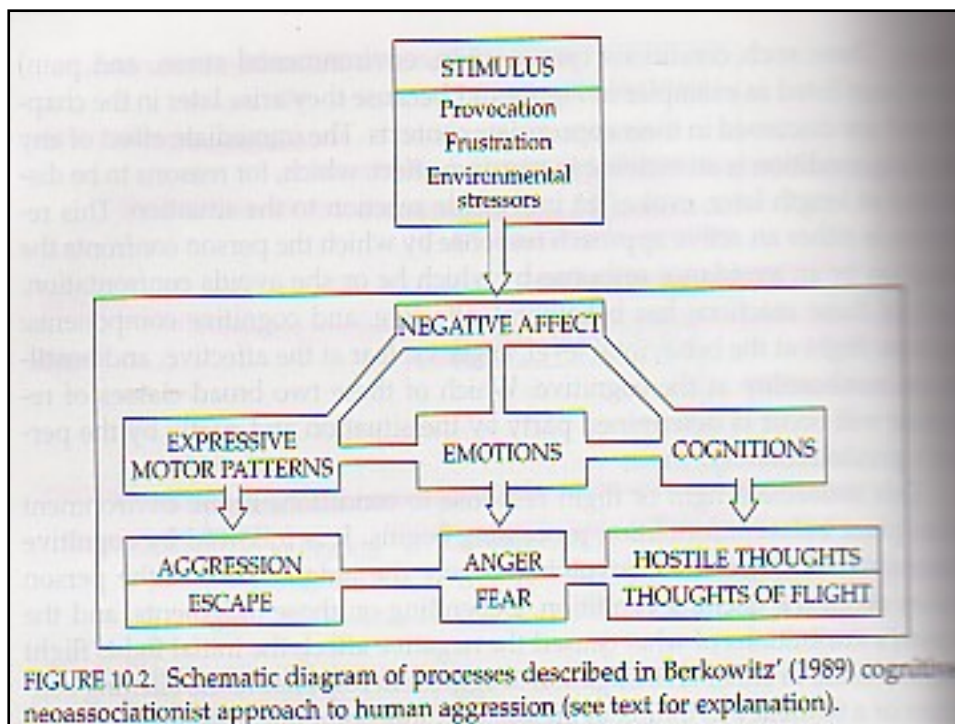 STIMULUS
Provocation
Frustration
Environmental
stressors
NEGATIVE AFFECT
EXPRESSIVE
MOTOR PATTERNS
EMOTIONS
COGNITIONS
AGGRESSION
ESCAPE
ANGER
FEAR
HOSTILE THOUGHTS
THOUGHTS OF FLIGHT
FIGURE 10.2. Schematic diagram of processes described in Berkowitz' (1989) cognitive
neoassociationist approach to human aggression (see text for explanation).